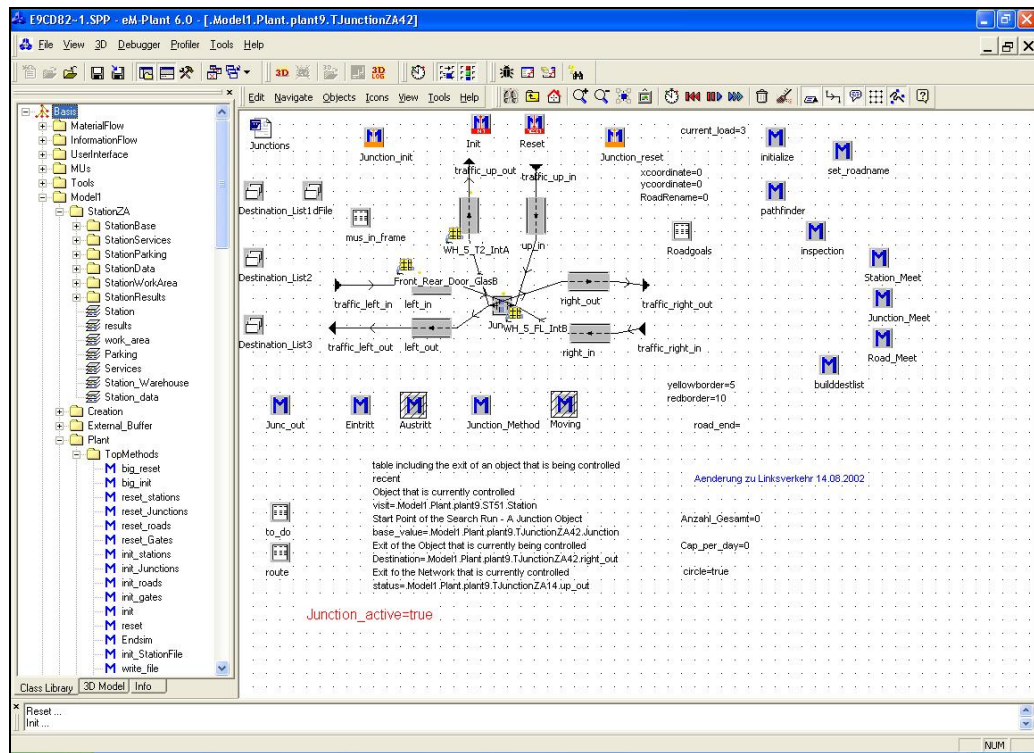 E9CD82~1.SPP - eM-Plant 6.0 - [.Model1.Plant.plant9.TJunctionZA42]
File View 3D Debugger Profiler Tools Help
3D 3D LOG
Edit Navigate Objects Icons View Tools Help
Basis
MaterialFlow
InformationFlow
UserInterface
MUs
Tools
Model1
StationZA
StationBase
StationServices
StationParking
StationData
StationWorkArea
StationResults
Station
results
work_area
Parking
Services
Station_Warehouse
Station_data
Creation
External_Buffer
Plant
TopMethods
big_reset
big_init
reset_stations
reset_Junctions
reset_roads
reset_Gates
init_stations
init_Junctions
init_roads
init_gates
init
reset
Endsim
init_StationFile
write_file
Class Library 3D Model Info
Junctions
Junction_init
Init
Reset
Junction_reset
current_load=3
initialize
set_roadname
traffic_up_out
traffic_up_in
xcoordinate=0
ycoordinate=0
RoadRename=0
pathfinder
Destination_List1 dFile
mus_in_frame
WH_5_T2_IntA
up_in
Roadgoals
inspection
Destination_List2
Front_Rear_Door_GlasB
Station_Meet
traffic_left_in
left_in
right_out
traffic_right_out
Junction_Meet
Jun
WH_5_FL_IntB
Destination_List3
traffic_left_out
left_out
right_in
traffic_right_in
Road_Meet
builddestlist
yellowborder=5
redborder=10
Junc_out
Eintritt
Austritt
Junction_Method
Moving
road_end=
table including the exit of an object that is being controlled
recent
Object that is currently controlled
visit=.Model1.Plant.plant9.ST51.Station
Start Point of the Search Run - A Junction Object
base_value=.Model1.Plant.plant9.TJunctionZA42.Junction
Exit of the Object that is currently being controlled
Destination=.Model1.Plant.plant9.TJunctionZA42.right_out
Exit fo the Network that is currently controlled
status=.Model1.Plant.plant9.TJunctionZA14.up_out
Aenderung zu Linksverkehr 14.08.2002
to_do
route
Anzahl_Gesamt=0
Cap_per_day=0
circle=true
Junction_active=true
Reset ...
Init ...
NUM